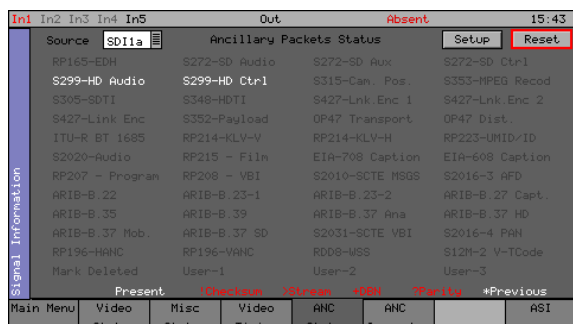 In1 In2 In3 In4 In5 Out Absent 15:43
Source SDI1a Ancillary Packets Status Setup Reset
RP165-EDH S272-SD Audio S272-SD Aux S272-SD Ctrl
S299-HD Audio S299-HD Ctrl S315-Cam. Pos. S353-MPEG Recod
S305-SDTI S348-HDTI S427-Lnk.Enc 1 S427-Lnk.Enc 2
S427-Link Enc S352-Payload OP47 Transport OP47 Dist.
ITU-R BT 1685 RP214-KLV-V RP214-KLV-H RP223-UMID/ID
S2020-Audio RP215 - Film EIA-708 Caption EIA-608 Caption
RP207 - Program RP208 - VBI S2010-SCTE MSGS S2016-3 AFD
ARIB-B.22 ARIB-B.23-1 ARIB-B.23-2 ARIB-B.27 Capt.
ARIB-B.35 ARIB-B.39 ARIB-B.37 Ana ARIB-B.37 HD
ARIB-B.37 Mob. ARIB-B.37 SD S2031-SCTE VBI S2016-4 PAN
RP196-HANC RP196-VANC RDD8-WSS S12M-2 V-TCode
Mark Deleted User-1 User-2 User-3
Present !Checksum >Stream +DBN ?Parity *Previous
Signal Information
Main Menu Video Misc Video ANC ANC ASI